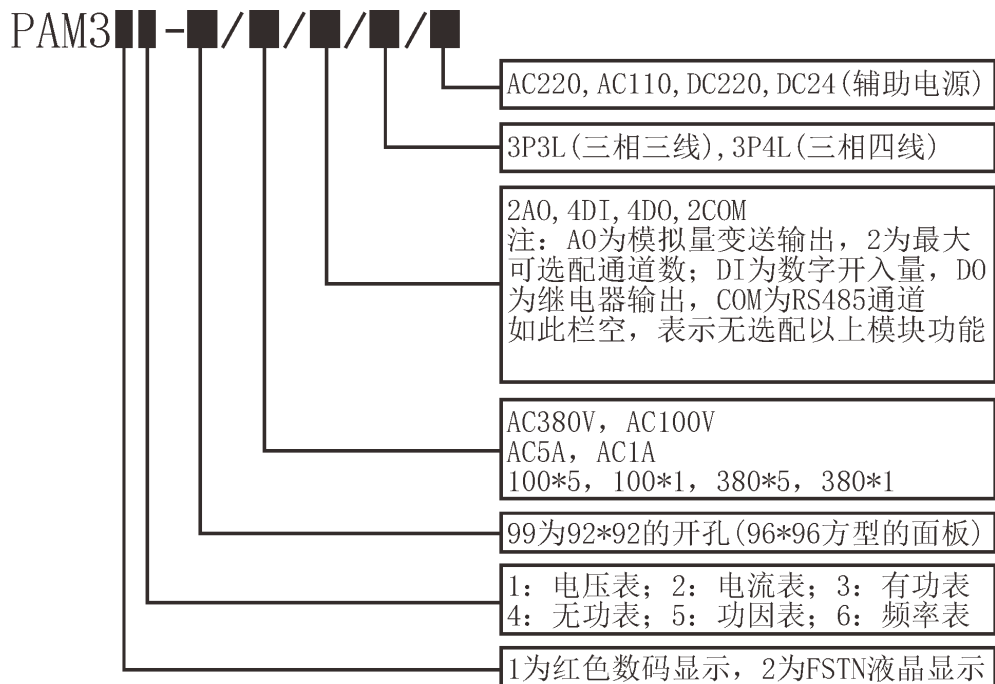 PAM3■■-■/■/■/■/■
AC220,AC110,DC220,DC24(辅助电源)
3P3L(三相三线),3P4L(三相四线)
2AO,4DI,4DO,2COM
注：AO为模拟量变送输出，2为最大
可选配通道数；DI为数字开入量，DO
为继电器输出，COM为RS485通道
如此栏空，表示无选配以上模块功能
AC380V，AC100V
AC5A，AC1A
100*5，100*1，380*5，380*1
99为92*92的开孔(96*96方型的面板)
1：电压表；2：电流表；3：有功表
4：无功表；5：功因表；6：频率表
1为红色数码显示，2为FSTN液晶显示